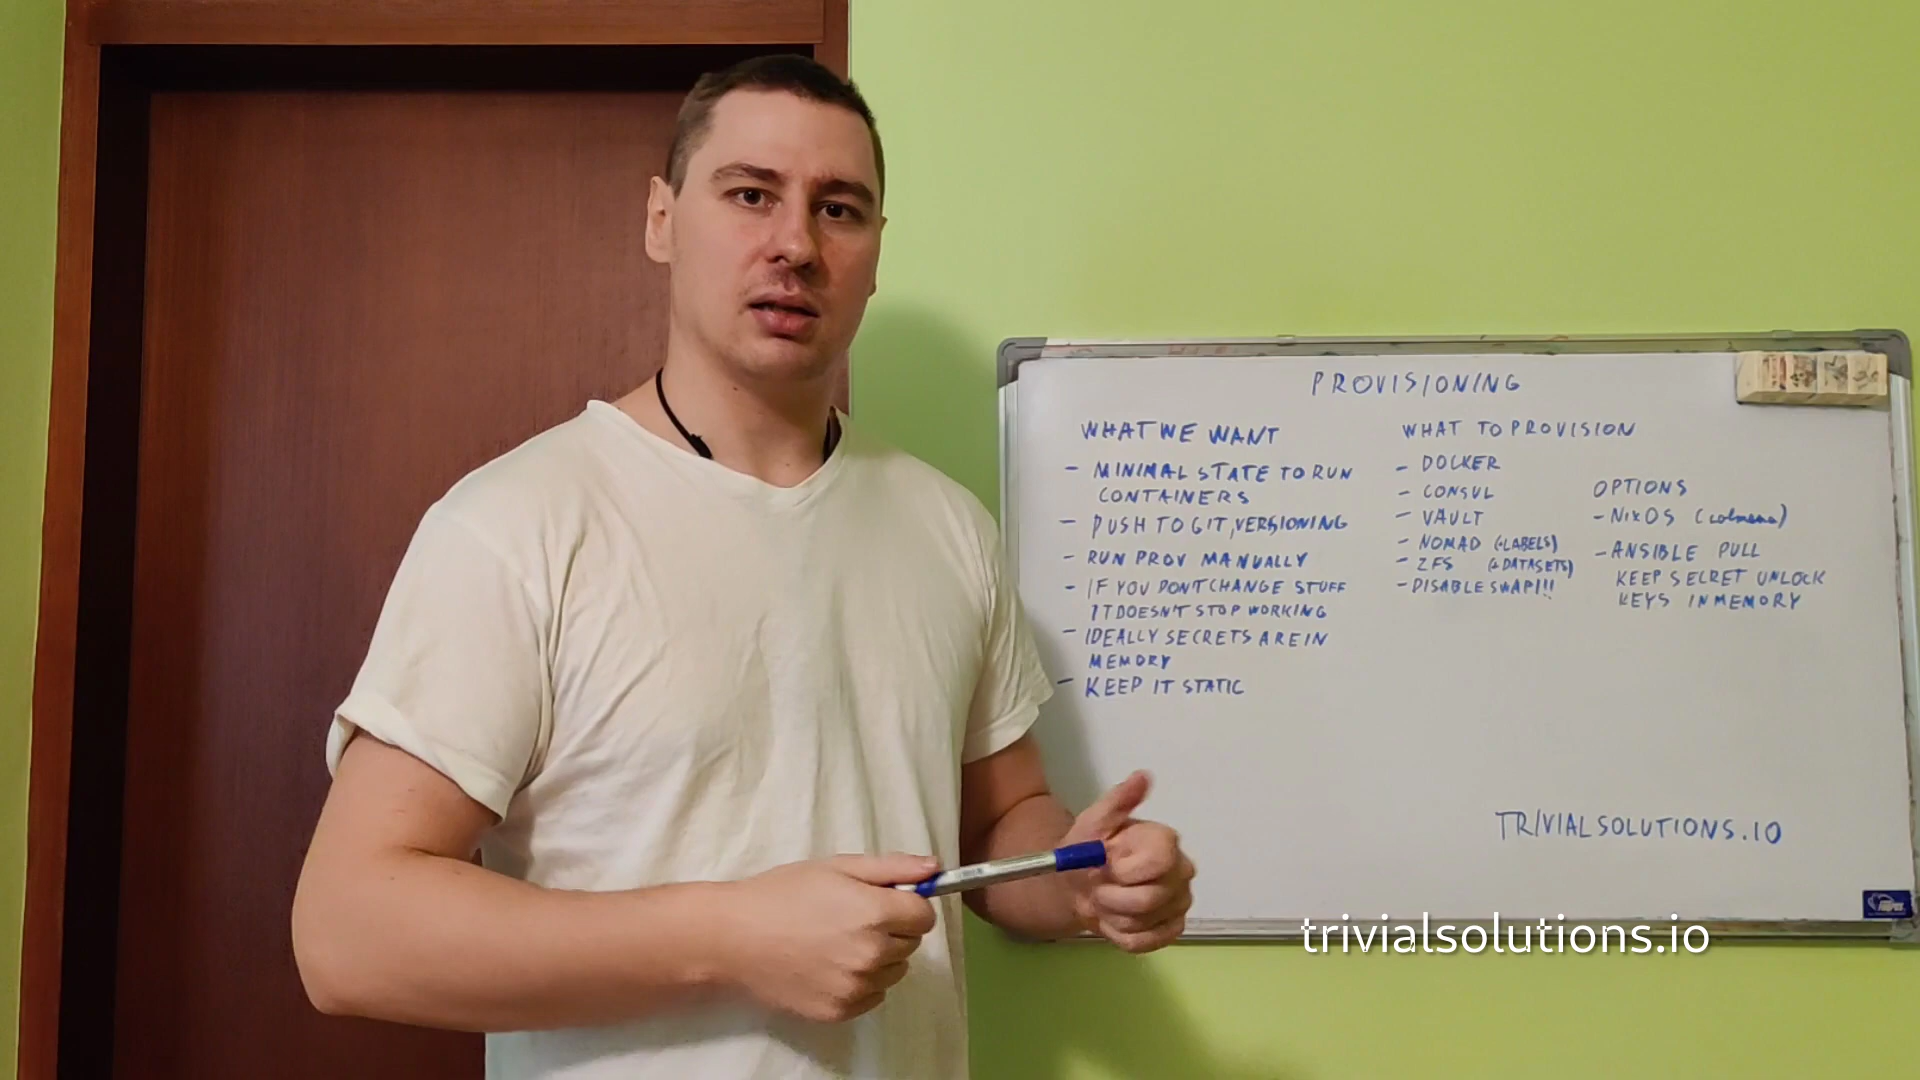 PROVISIONING
WHAT WE WANT
- MINIMAL STATE TO RUN
CONTAINERS
- PUSH TO GIT, VERSIONING
- RUN PROV MANUALLY
- IF YOU DONT CHANGE STUFF
IT DOESN'T STOP WORKING
- IDEALLY SECRETS ARE IN
MEMORY
- KEEP IT STATIC
WHAT TO PROVISION
- DOCKER
- CONSUL
- VAULT
- NOMAD (+LABELS)
- ZFS (+DATASETS)
- DISABLE SWAP!!!
OPTIONS
- NIXOS (colmena)
- ANSIBLE PULL
KEEP SECRET UNLOCK
KEYS IN MEMORY
TRIVIALSOLUTIONS.IO
trivialsolutions.io